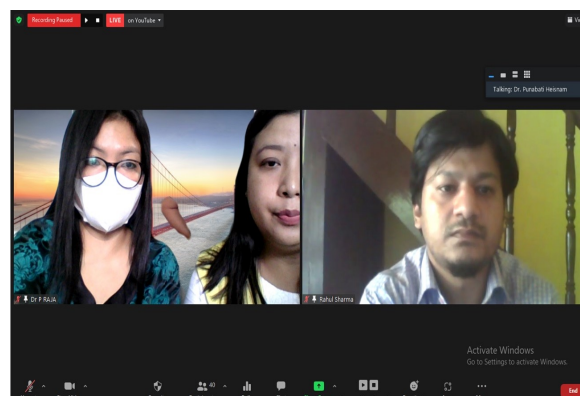 Recording Paused LIVE on YouTube
Talking: Dr. Punabati Heisnam
Dr P RAJA
Rahul Sharma
Activate Windows
Go to Settings to activate Windows.
40
End